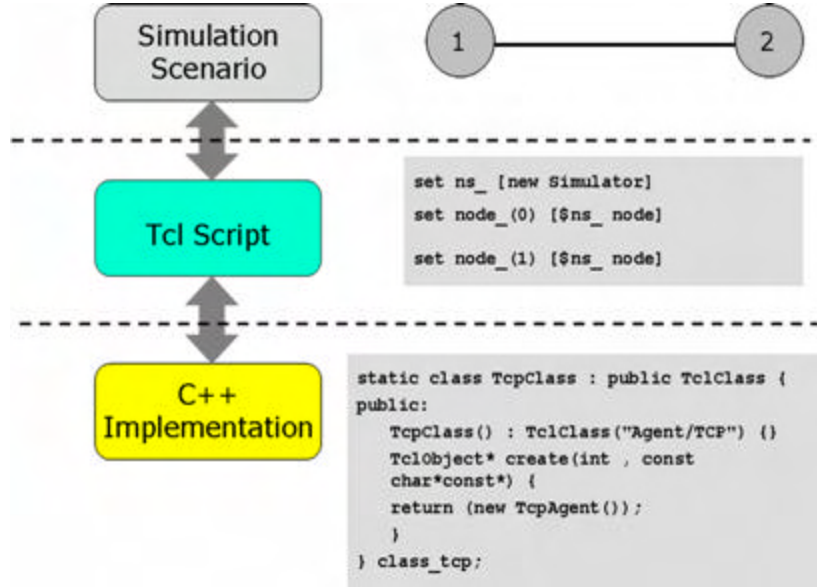 Simulation
Scenario
1
2
Tcl Script
set ns_ [new Simulator]
set node_(0) [$ns_ node]
set node_(1) [$ns_ node]
C++
Implementation
static class TcpClass : public TclClass {
public:
TcpClass() : TclClass("Agent/TCP") {}
TclObject* create(int , const
char*const*) {
return (new TcpAgent());
}
} class_tcp;